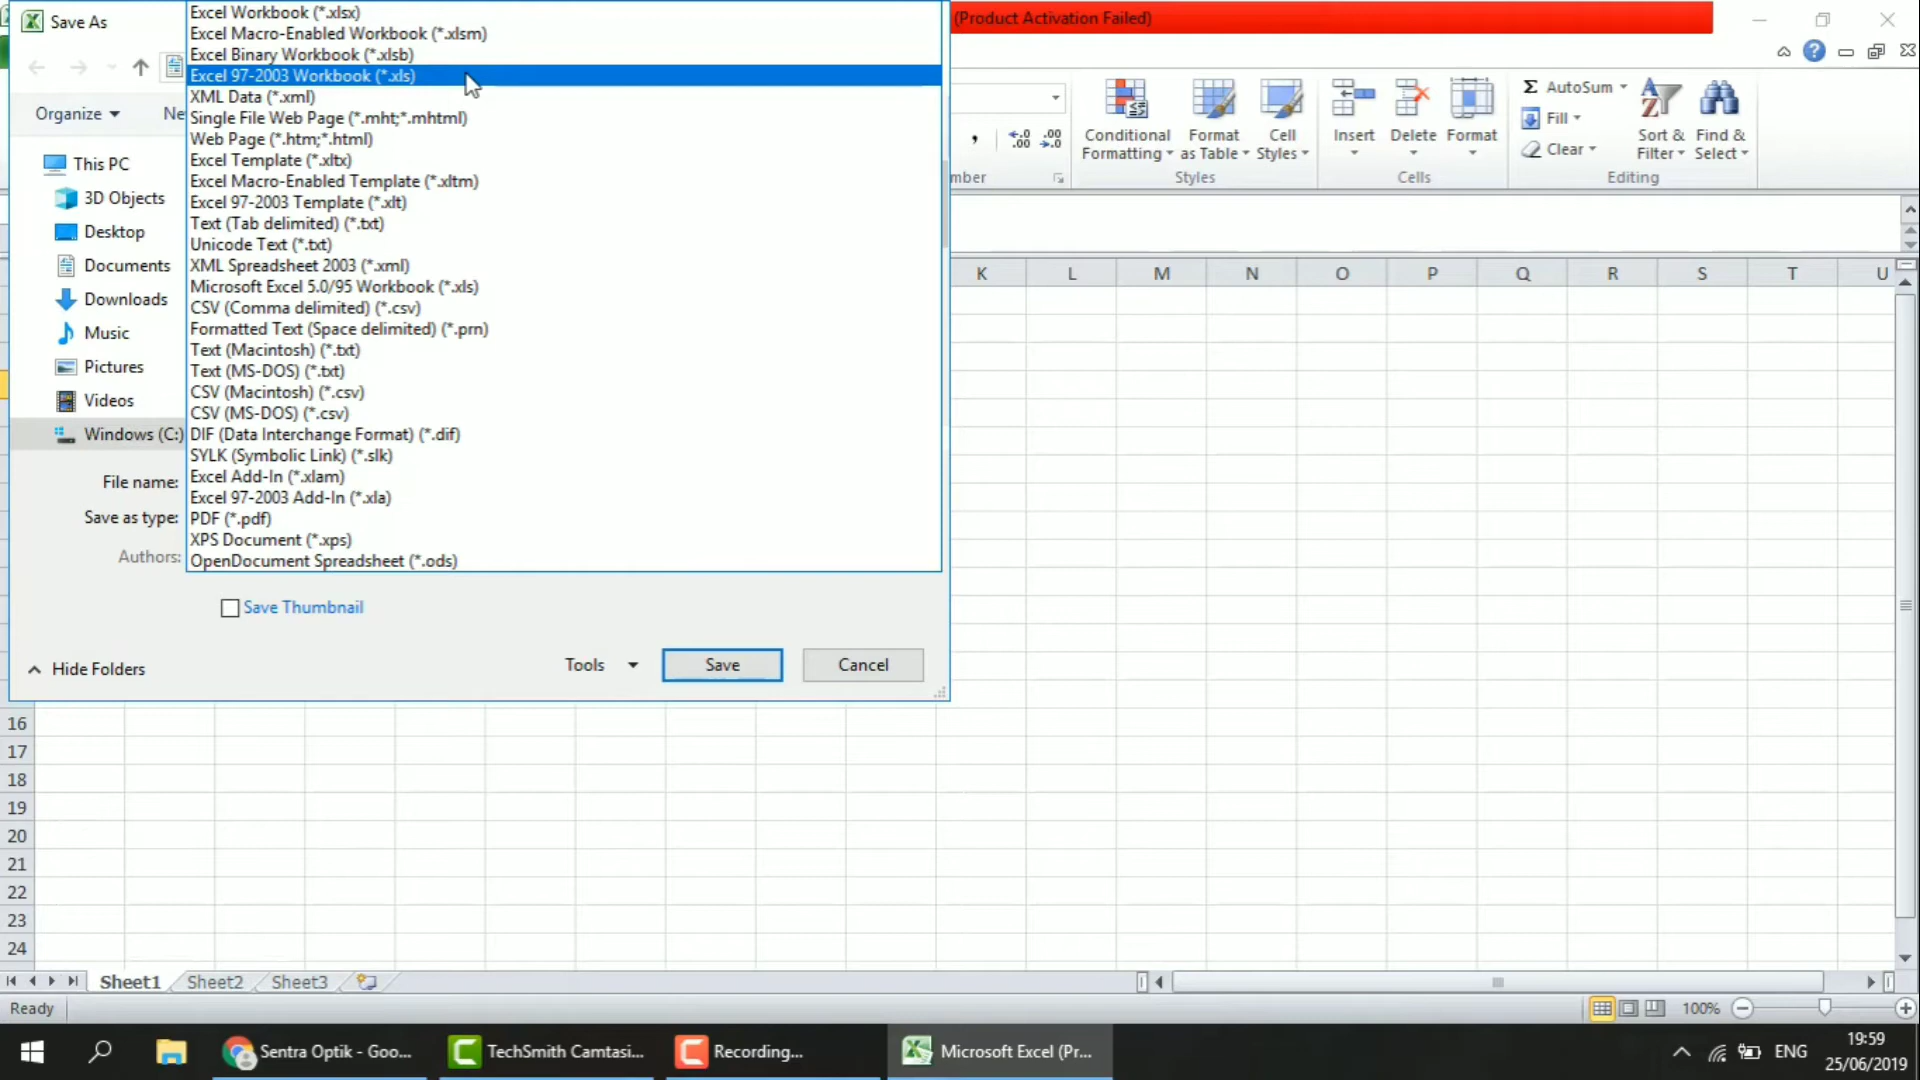 Save As
Organize
Ne
This PC
3D Objects
Desktop
Documents
Downloads
Music
Pictures
Videos
Windows (C:)
Excel Workbook (*.xlsx)
Excel Macro-Enabled Workbook (*.xlsm)
Excel Binary Workbook (*.xlsb)
Excel 97-2003 Workbook (*.xls)
XML Data (*.xml)
Single File Web Page (*.mht;*.mhtml)
Web Page (*.htm;*.html)
Excel Template (*.xltx)
Excel Macro-Enabled Template (*.xltm)
Excel 97-2003 Template (*.xlt)
Text (Tab delimited) (*.txt)
Unicode Text (*.txt)
XML Spreadsheet 2003 (*.xml)
Microsoft Excel 5.0/95 Workbook (*.xls)
CSV (Comma delimited) (*.csv)
Formatted Text (Space delimited) (*.prn)
Text (Macintosh) (*.txt)
Text (MS-DOS) (*.txt)
CSV (Macintosh) (*.csv)
CSV (MS-DOS) (*.csv)
DIF (Data Interchange Format) (*.dif)
SYLK (Symbolic Link) (*.slk)
Excel Add-In (*.xlam)
Excel 97-2003 Add-In (*.xla)
PDF (*.pdf)
XPS Document (*.xps)
OpenDocument Spreadsheet (*.ods)
File name:
Save as type:
Authors:
Save Thumbnail
Hide Folders
Tools
Save
Cancel
(Product Activation Failed)
Conditional Formatting
Format as Table
Cell Styles
Insert
Delete
Format
Σ AutoSum
Fill
Clear
Sort & Filter
Find & Select
mber
Styles
Cells
Editing
K L M N O P Q R S T U
16
17
18
19
20
21
22
23
24
Sheet1 Sheet2 Sheet3
Ready
100%
Sentra Optik - Goo...
TechSmith Camtasi...
Recording...
Microsoft Excel (Pr...
ENG
19:59
25/06/2019